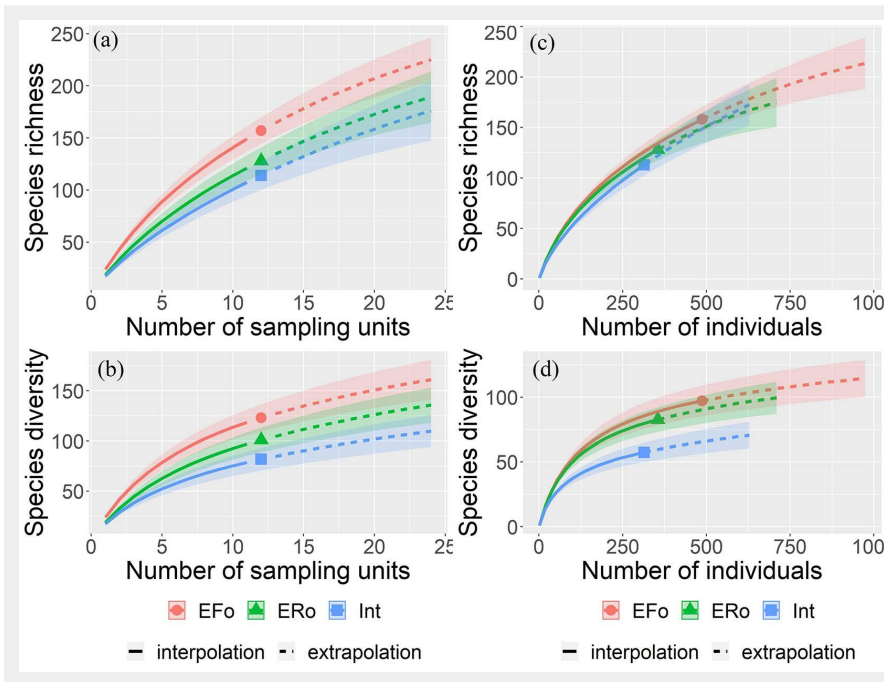 (a)
Species richness
250
200
150
100
50
0 5 10 15 20 25
Number of sampling units
(c)
Species richness
250
200
150
100
50
0
0 250 500 750 100
Number of individuals
(b)
Species diversity
150
100
50
0 5 10 15 20 25
Number of sampling units
(d)
Species diversity
100
50
0
0 250 500 750 100
Number of individuals
EFo ERo Int
interpolation extrapolation
EFo ERo Int
interpolation extrapolation